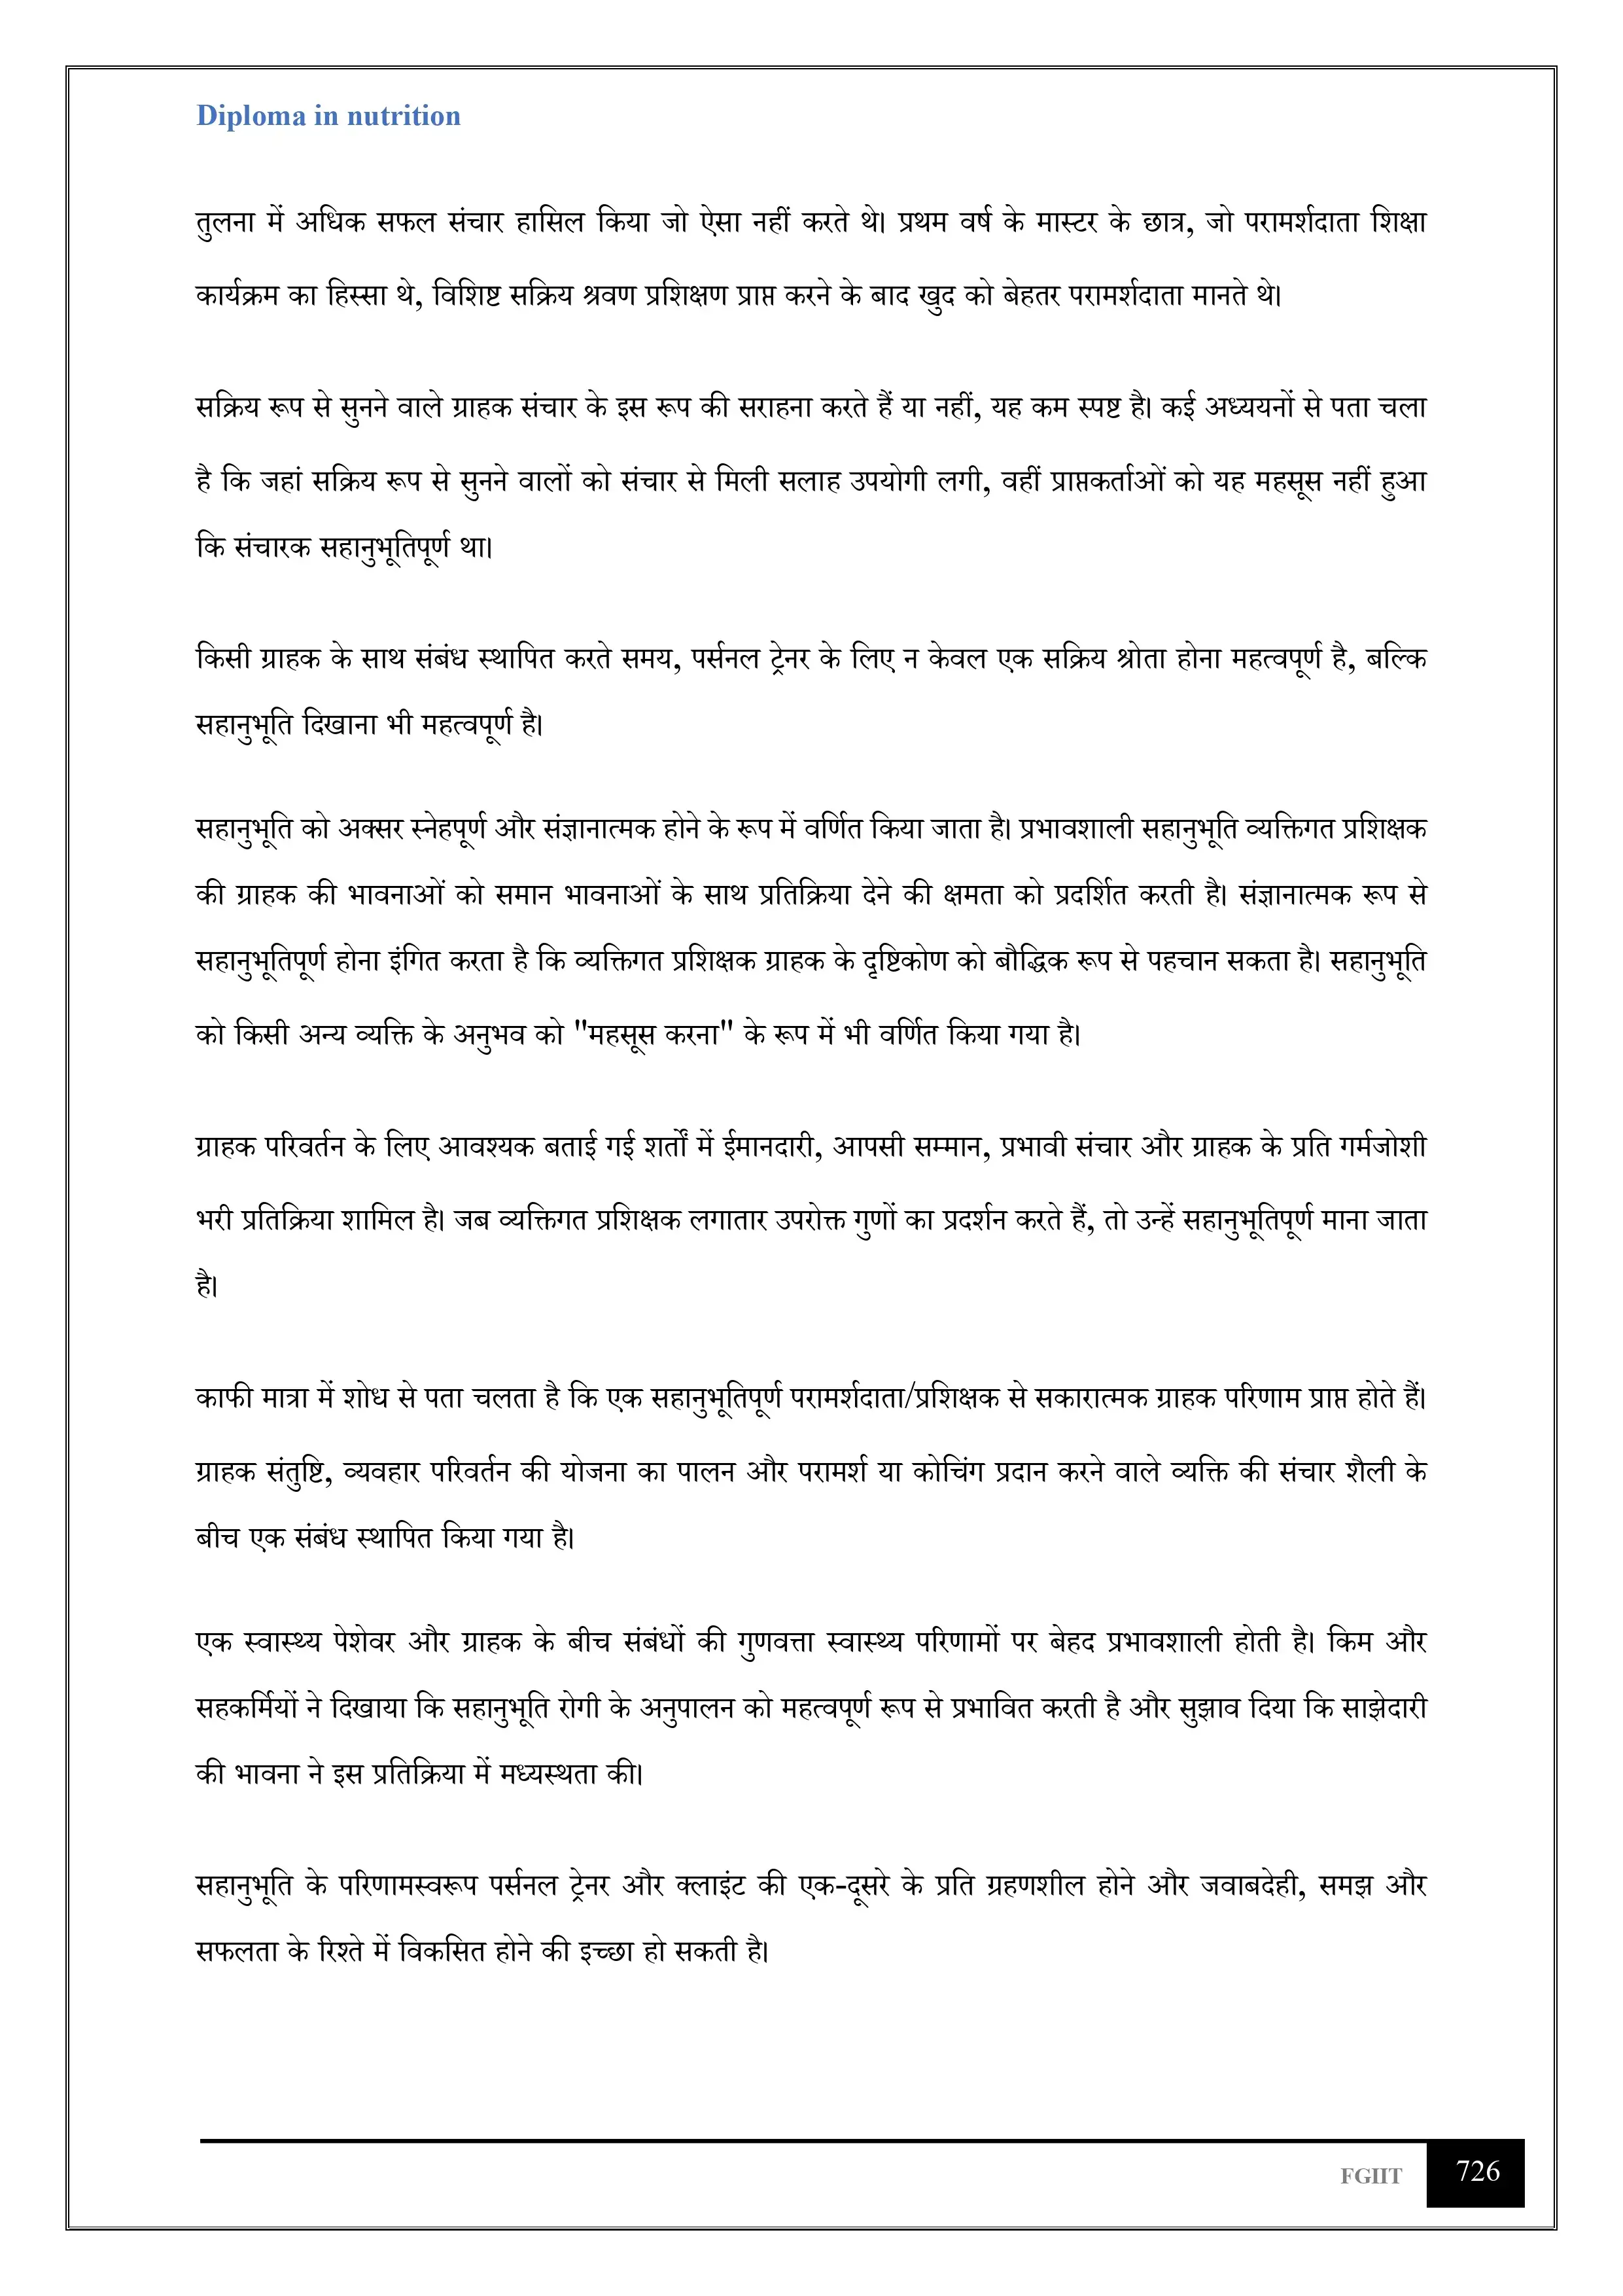 Diploma in nutrition
तुलना में अधिक सफल संचार हासिल किया जो ऐसा नहीं करते थे। प्रथम वर्ष के मास्टर के छात्र, जो परामर्शदाता शिक्षा
कार्यक्रम का हिस्सा थे, विशिष्ट सक्रिय श्रवण प्रशिक्षण प्राप्त करने के बाद खुद को बेहतर परामर्शदाता मानते थे।
सक्रिय रूप से सुनने वाले ग्राहक संचार के इस रूप की सराहना करते हैं या नहीं, यह कम स्पष्ट है। कई अध्ययनों से पता चला
है कि जहां सक्रिय रूप से सुनने वालों को संचार से मिली सलाह उपयोगी लगी, वहीं प्राप्तकर्ताओं को यह महसूस नहीं हुआ
कि संचारक सहानुभूतिपूर्ण था।
किसी ग्राहक के साथ संबंध स्थापित करते समय, पर्सनल ट्रेनर के लिए न केवल एक सक्रिय श्रोता होना महत्वपूर्ण है, बल्कि
सहानुभूति दिखाना भी महत्वपूर्ण है।
सहानुभूति को अक्सर स्नेहपूर्ण और संज्ञानात्मक होने के रूप में वर्णित किया जाता है। प्रभावशाली सहानुभूति व्यक्तिगत प्रशिक्षक
की ग्राहक की भावनाओं को समान भावनाओं के साथ प्रतिक्रिया देने की क्षमता को प्रदर्शित करती है। संज्ञानात्मक रूप से
सहानुभूतिपूर्ण होना इंगित करता है कि व्यक्तिगत प्रशिक्षक ग्राहक के दृष्टिकोण को बौद्धिक रूप से पहचान सकता है। सहानुभूति
को किसी अन्य व्यक्ति के अनुभव को "महसूस करना" के रूप में भी वर्णित किया गया है।
ग्राहक परिवर्तन के लिए आवश्यक बताई गई शर्तों में ईमानदारी, आपसी सम्मान, प्रभावी संचार और ग्राहक के प्रति गर्मजोशी
भरी प्रतिक्रिया शामिल है। जब व्यक्तिगत प्रशिक्षक लगातार उपरोक्त गुणों का प्रदर्शन करते हैं, तो उन्हें सहानुभूतिपूर्ण माना जाता
है।
काफी मात्रा में शोध से पता चलता है कि एक सहानुभूतिपूर्ण परामर्शदाता/प्रशिक्षक से सकारात्मक ग्राहक परिणाम प्राप्त होते हैं।
ग्राहक संतुष्टि, व्यवहार परिवर्तन की योजना का पालन और परामर्श या कोचिंग प्रदान करने वाले व्यक्ति की संचार शैली के
बीच एक संबंध स्थापित किया गया है।
एक स्वास्थ्य पेशेवर और ग्राहक के बीच संबंधों की गुणवत्ता स्वास्थ्य परिणामों पर बेहद प्रभावशाली होती है। किम और
सहकर्मियों ने दिखाया कि सहानुभूति रोगी के अनुपालन को महत्वपूर्ण रूप से प्रभावित करती है और सुझाव दिया कि साझेदारी
की भावना ने इस प्रतिक्रिया में मध्यस्थता की।
सहानुभूति के परिणामस्वरूप पर्सनल ट्रेनर और क्लाइंट की एक-दूसरे के प्रति ग्रहणशील होने और जवाबदेही, समझ और
सफलता के रिश्ते में विकसित होने की इच्छा हो सकती है।
FGIIT 726